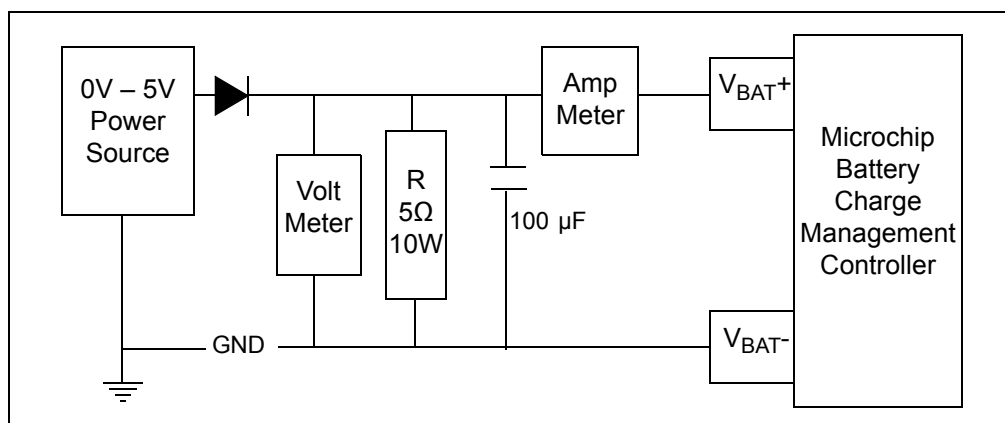 0V – 5V
Power
Source
Volt
Meter
R
5Ω
10W
100 µF
Amp
Meter
VBAT+
VBAT-
GND
Microchip
Battery
Charge
Management
Controller